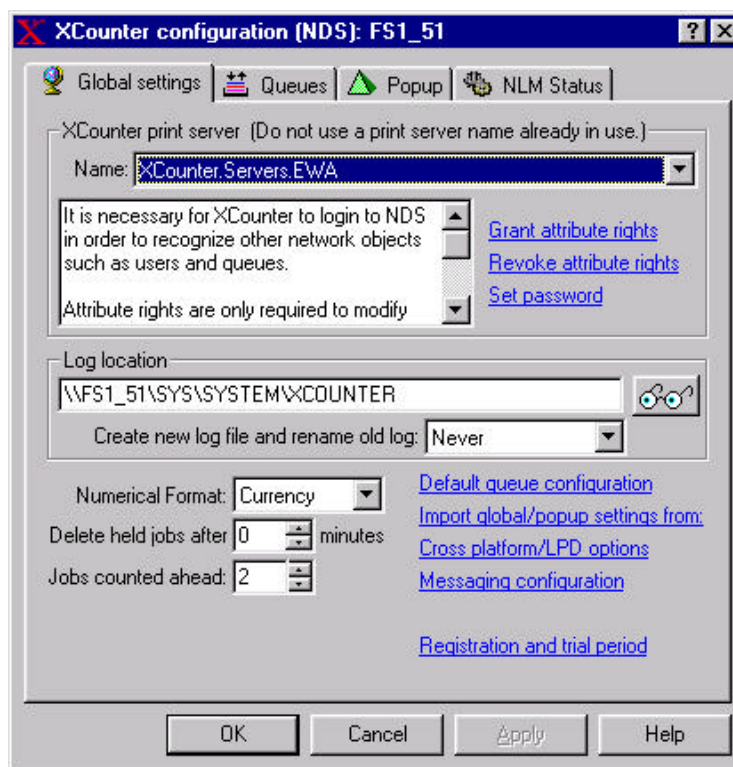 XCounter configuration (NDS): FS1_51
Global settings
Queues
Popup
NLM Status
XCounter print server (Do not use a print server name already in use.)
Name: XCounter.Servers.EWA
It is necessary for XCounter to login to NDS
in order to recognize other network objects
such as users and queues.
Attribute rights are only required to modify
Grant attribute rights
Revoke attribute rights
Set password
Log location
\\FS1_51\SYS\SYSTEM\XCOUNTER
Create new log file and rename old log: Never
Numerical Format: Currency
Delete held jobs after 0 minutes
Jobs counted ahead: 2
Default queue configuration
Import global/popup settings from:
Cross platform/LPD options
Messaging configuration
Registration and trial period
OK
Cancel
Apply
Help